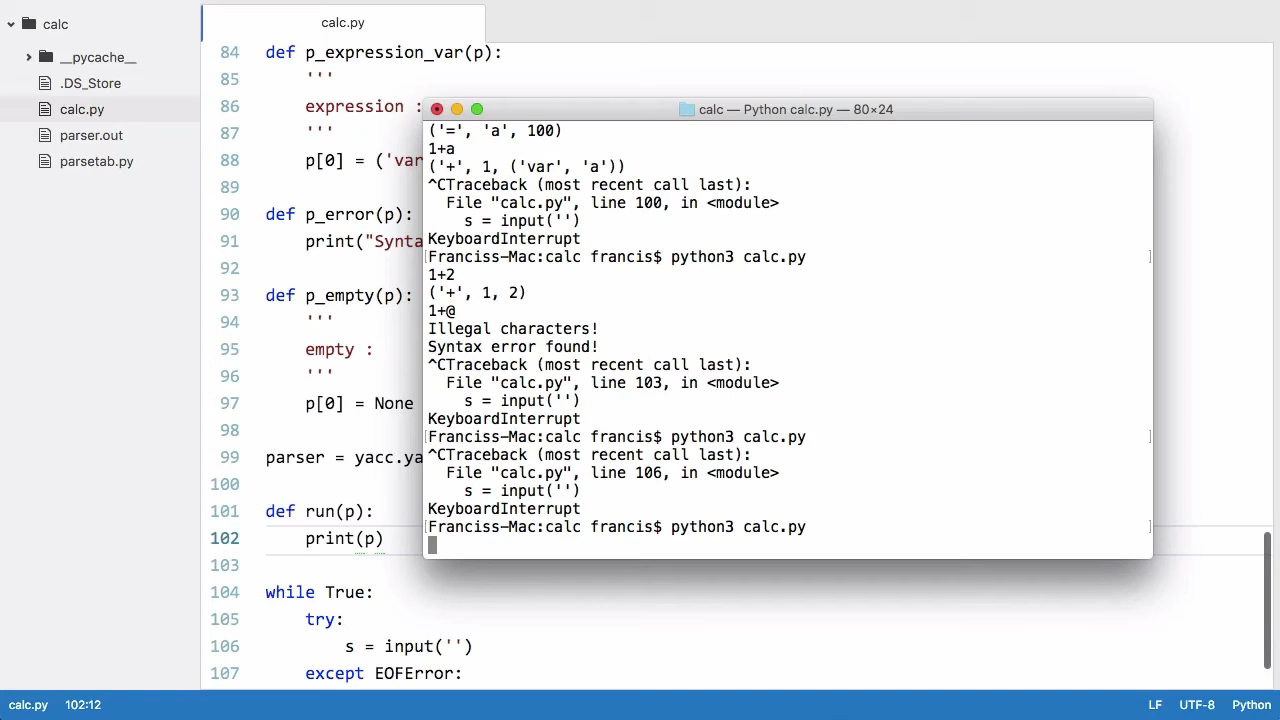 calc
__pycache__
.DS_Store
calc.py
parser.out
parsetab.py
calc.py
84 def p_expression_var(p):
85 '''
86 expression :
87 '''
88 p[0] = ('var
89
90 def p_error(p):
91 print("Synta
92
93 def p_empty(p):
94 '''
95 empty :
96 '''
97 p[0] = None
98
99 parser = yacc.ya
100
101 def run(p):
102 print(p)
103
104 while True:
105 try:
106 s = input('')
107 except EOFError:
calc — Python calc.py — 80×24
('=', 'a', 100)
1+a
('+', 1, ('var', 'a'))
^CTraceback (most recent call last):
File "calc.py", line 100, in <module>
s = input('')
KeyboardInterrupt
[Franciss-Mac:calc francis$ python3 calc.py ]
1+2
('+', 1, 2)
1+@
Illegal characters!
Syntax error found!
^CTraceback (most recent call last):
File "calc.py", line 103, in <module>
s = input('')
KeyboardInterrupt
[Franciss-Mac:calc francis$ python3 calc.py ]
^CTraceback (most recent call last):
File "calc.py", line 106, in <module>
s = input('')
KeyboardInterrupt
[Franciss-Mac:calc francis$ python3 calc.py ]
calc.py 102:12 LF UTF-8 Python